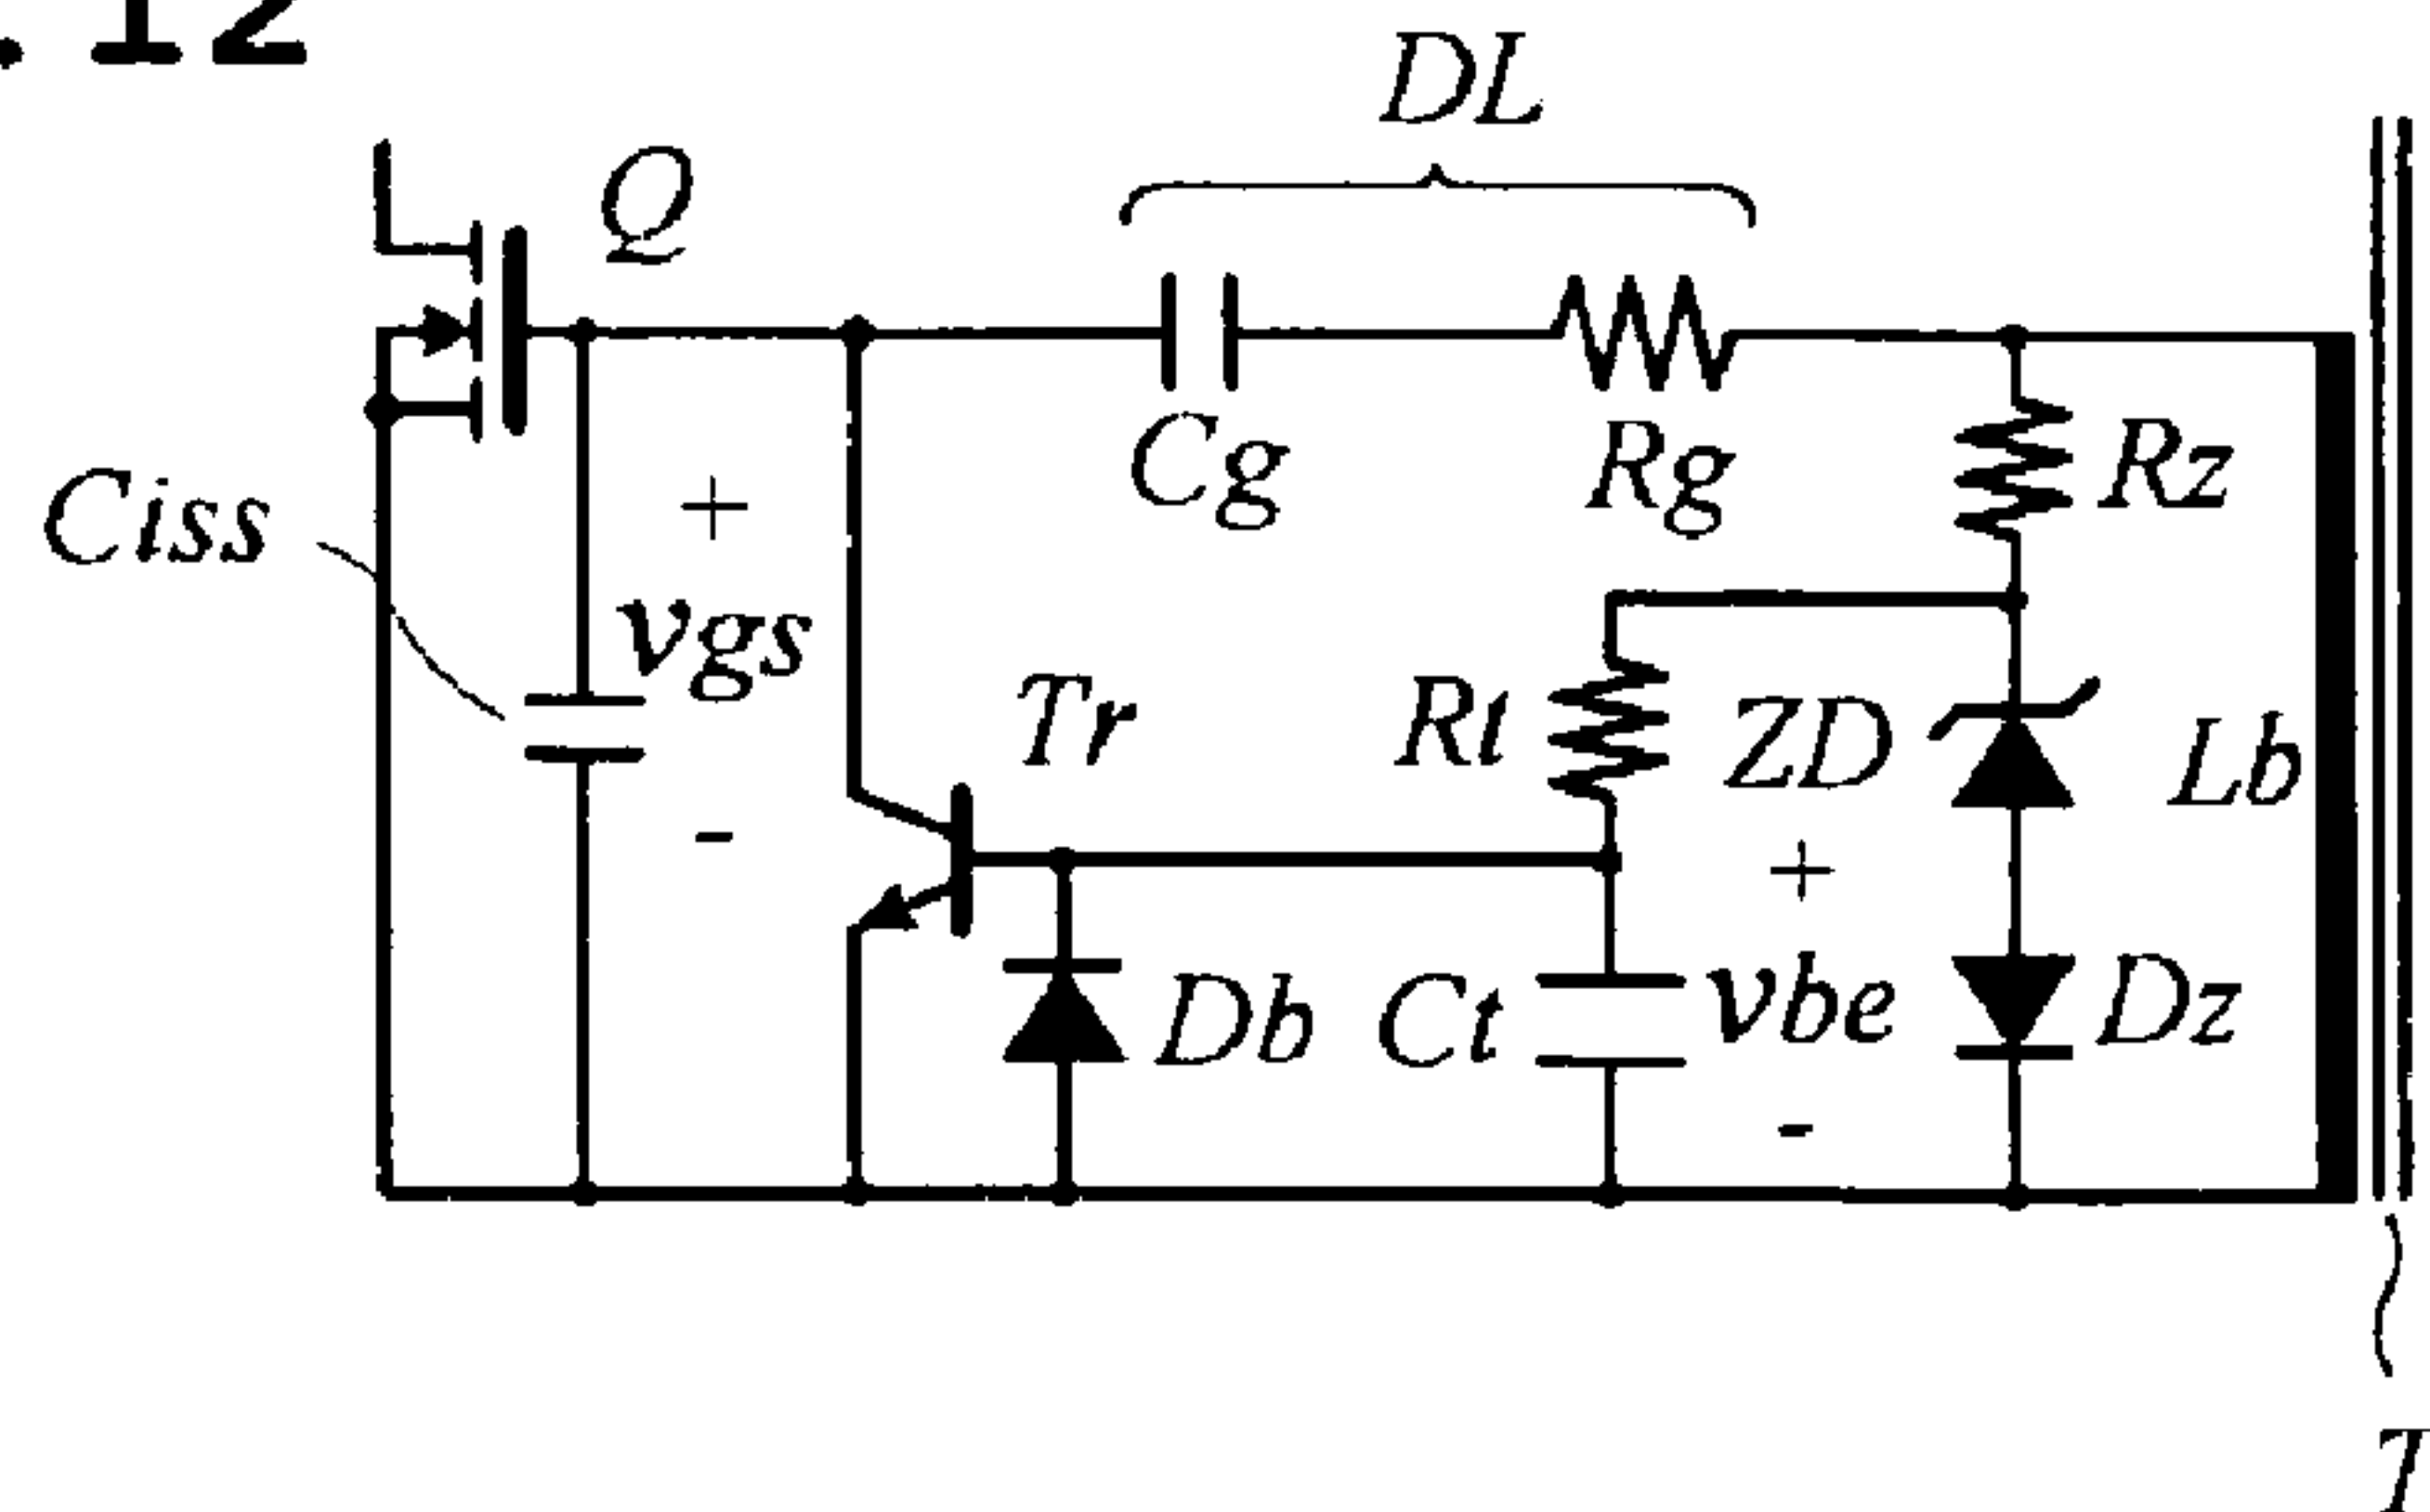 .12
DL
Q
Cg
Rg
Rz
Ciss
+
vgs
-
Tr
Rt
ZD
Lb
+
Db
Ct
vbe
Dz
-
T